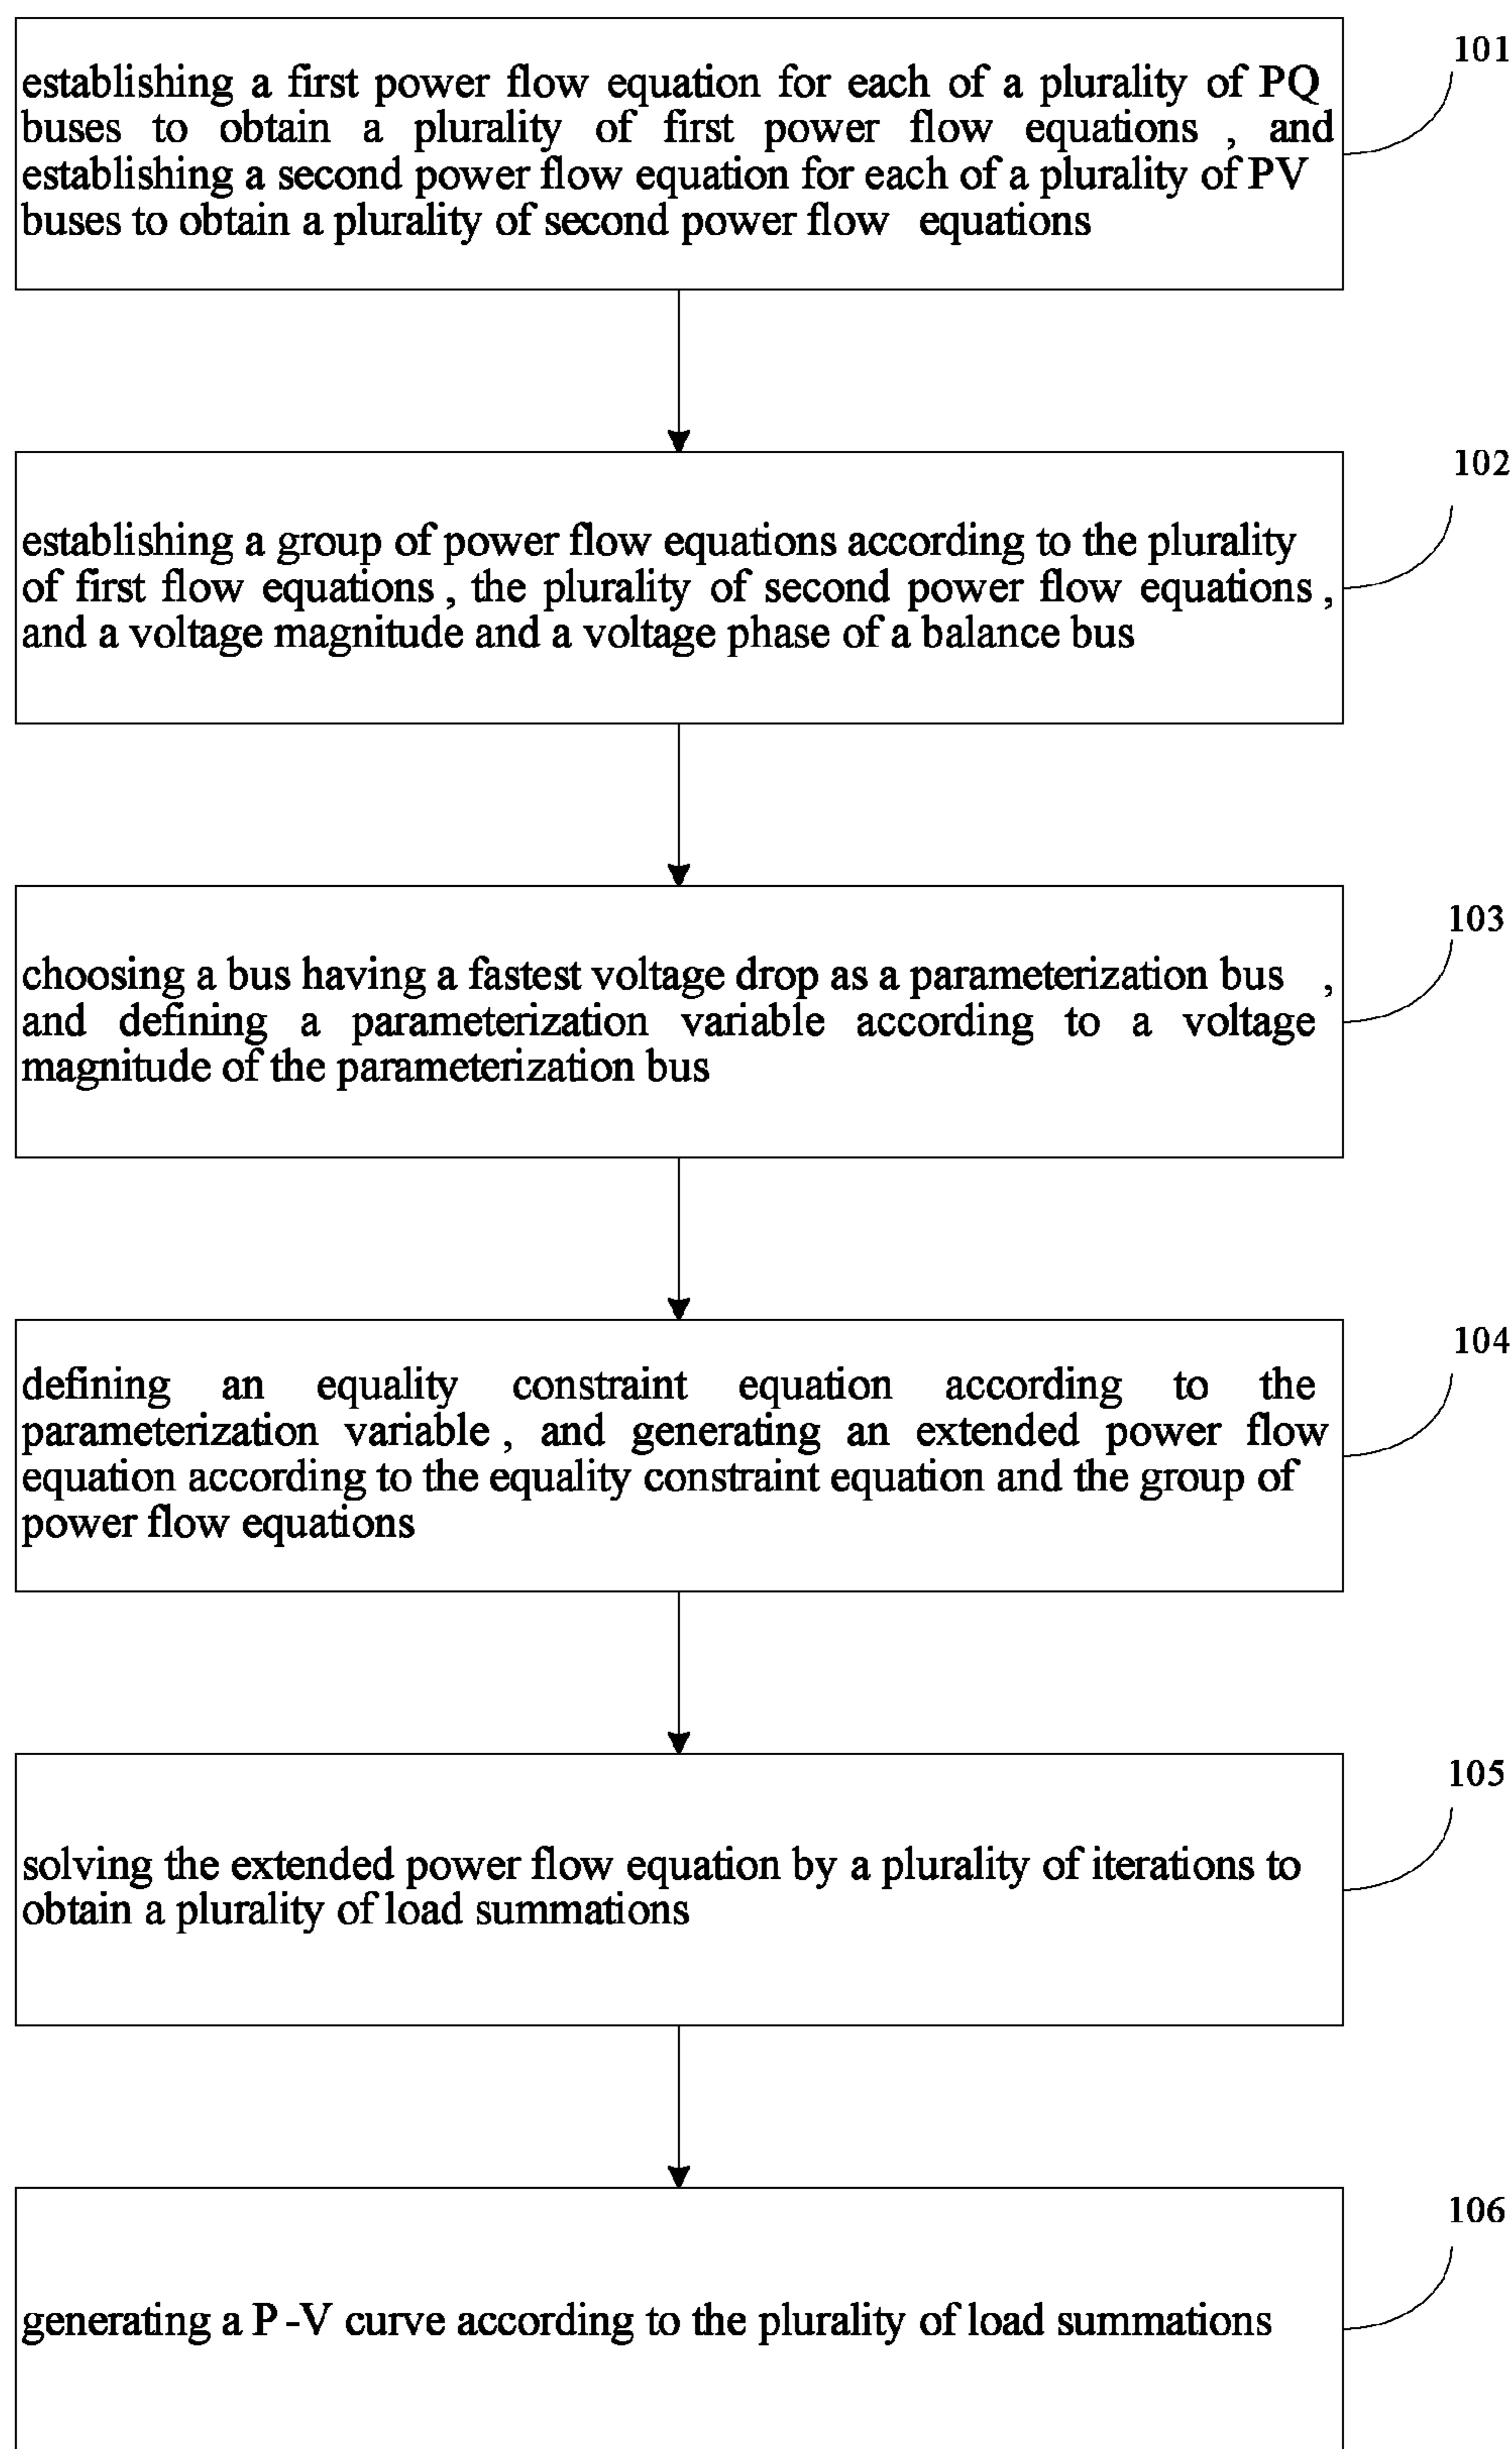 establishing a first power flow equation for each of a plurality of PQ
buses to obtain a plurality of first power flow equations , and
establishing a second power flow equation for each of a plurality of PV
buses to obtain a plurality of second power flow equations
101
establishing a group of power flow equations according to the plurality
of first flow equations , the plurality of second power flow equations ,
and a voltage magnitude and a voltage phase of a balance bus
102
choosing a bus having a fastest voltage drop as a parameterization bus ,
and defining a parameterization variable according to a voltage
magnitude of the parameterization bus
103
defining an equality constraint equation according to the
parameterization variable , and generating an extended power flow
equation according to the equality constraint equation and the group of
power flow equations
104
solving the extended power flow equation by a plurality of iterations to
obtain a plurality of load summations
105
generating a P -V curve according to the plurality of load summations
106